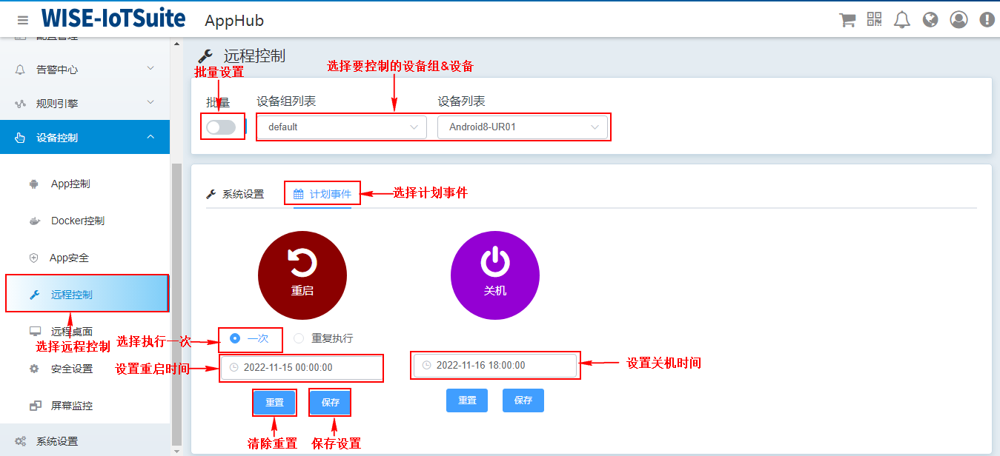 WISE-IoTSuite AppHub
配置管理
告警中心
规则引擎
设备控制
App控制
Docker控制
App安全
远程控制
选择远程控制
远程桌面
安全设置
屏幕监控
系统设置
远程控制
批量设置
选择要控制的设备组&设备
批量
设备组列表
设备列表
default
Android8-UR01
系统设置
计划事件
选择计划事件
重启
关机
选择执行一次
一次
重复执行
设置重启时间
2022-11-15 00:00:00
2022-11-16 18:00:00
设置关机时间
重置
保存
重置
保存
清除重置
保存设置